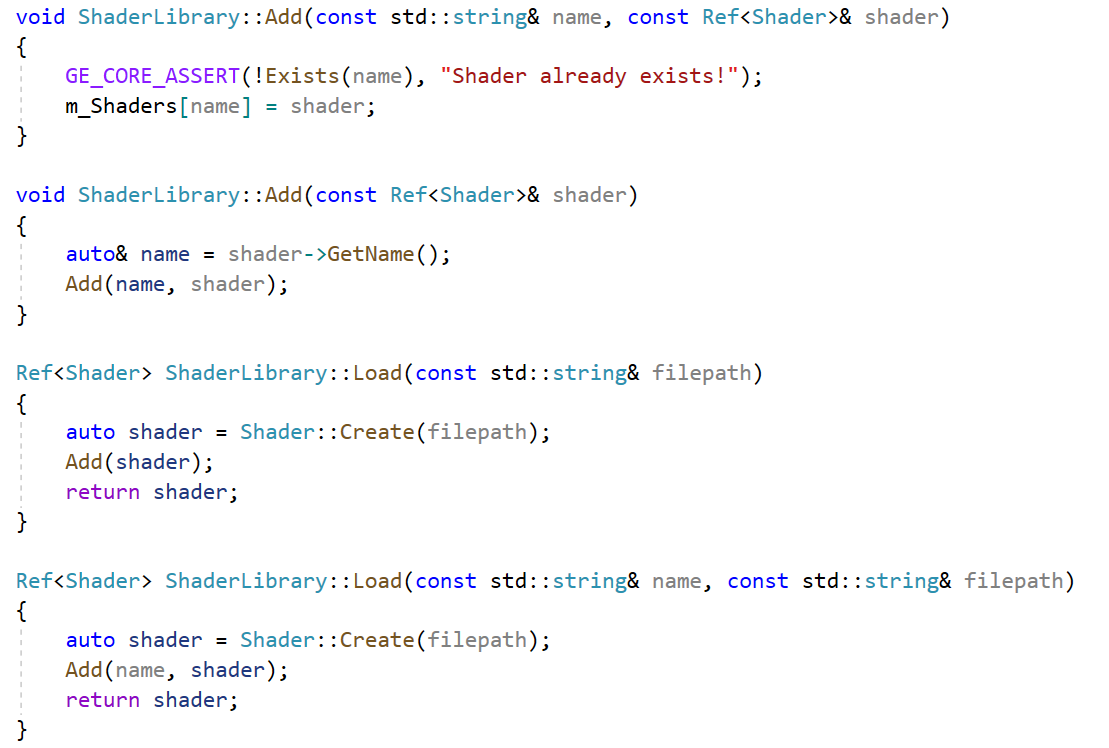 void ShaderLibrary::Add(const std::string& name, const Ref<Shader>& shader)
{
    GE_CORE_ASSERT(!Exists(name), "Shader already exists!");
    m_Shaders[name] = shader;
}

void ShaderLibrary::Add(const Ref<Shader>& shader)
{
    auto& name = shader->GetName();
    Add(name, shader);
}

Ref<Shader> ShaderLibrary::Load(const std::string& filepath)
{
    auto shader = Shader::Create(filepath);
    Add(shader);
    return shader;
}

Ref<Shader> ShaderLibrary::Load(const std::string& name, const std::string& filepath)
{
    auto shader = Shader::Create(filepath);
    Add(name, shader);
    return shader;
}